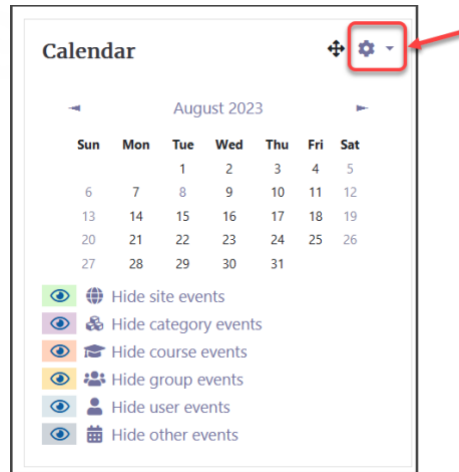 Calendar
August 2023
Sun Mon Tue Wed Thu Fri Sat
1 2 3 4 5
6 7 8 9 10 11 12
13 14 15 16 17 18 19
20 21 22 23 24 25 26
27 28 29 30 31
Hide site events
Hide category events
Hide course events
Hide group events
Hide user events
Hide other events